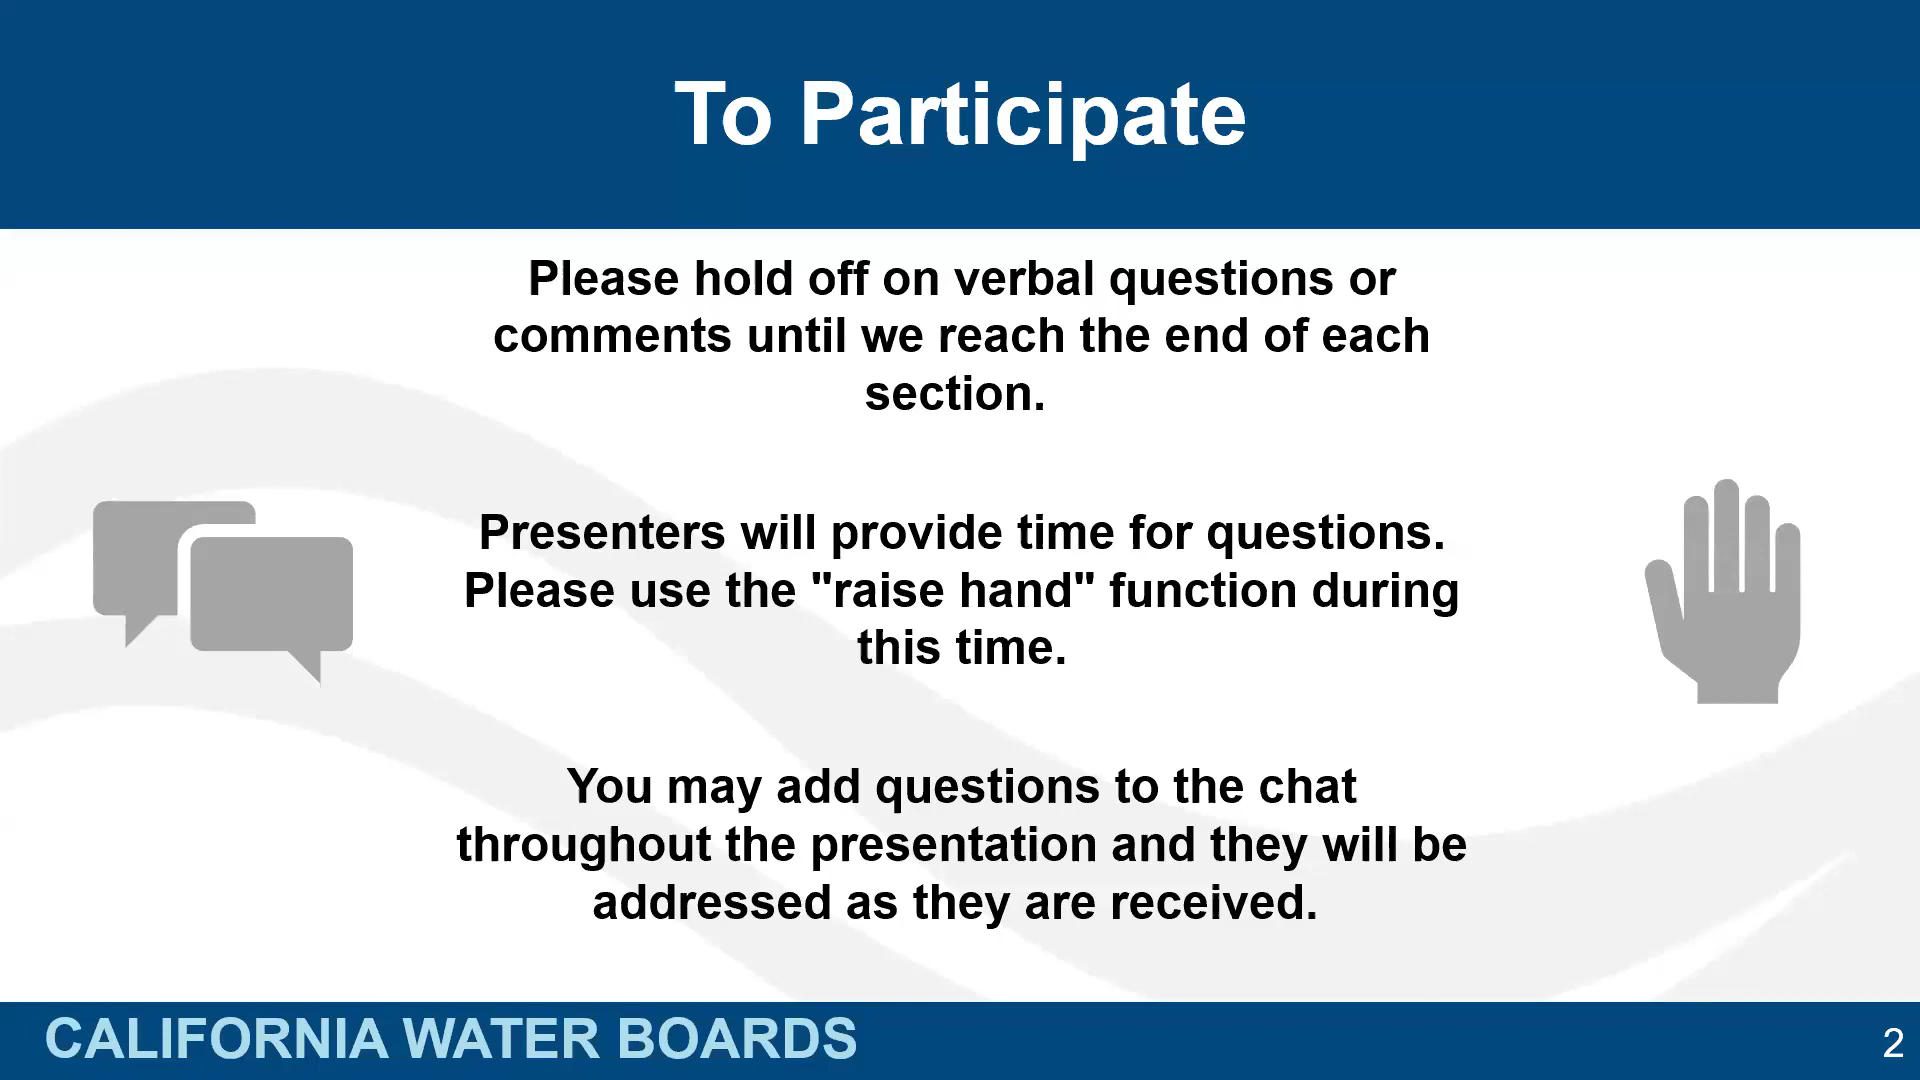 To Participate
Please hold off on verbal questions or
comments until we reach the end of each
section.
Presenters will provide time for questions.
Please use the "raise hand" function during
this time.
You may add questions to the chat
throughout the presentation and they will be
addressed as they are received.
CALIFORNIA WATER BOARDS
2